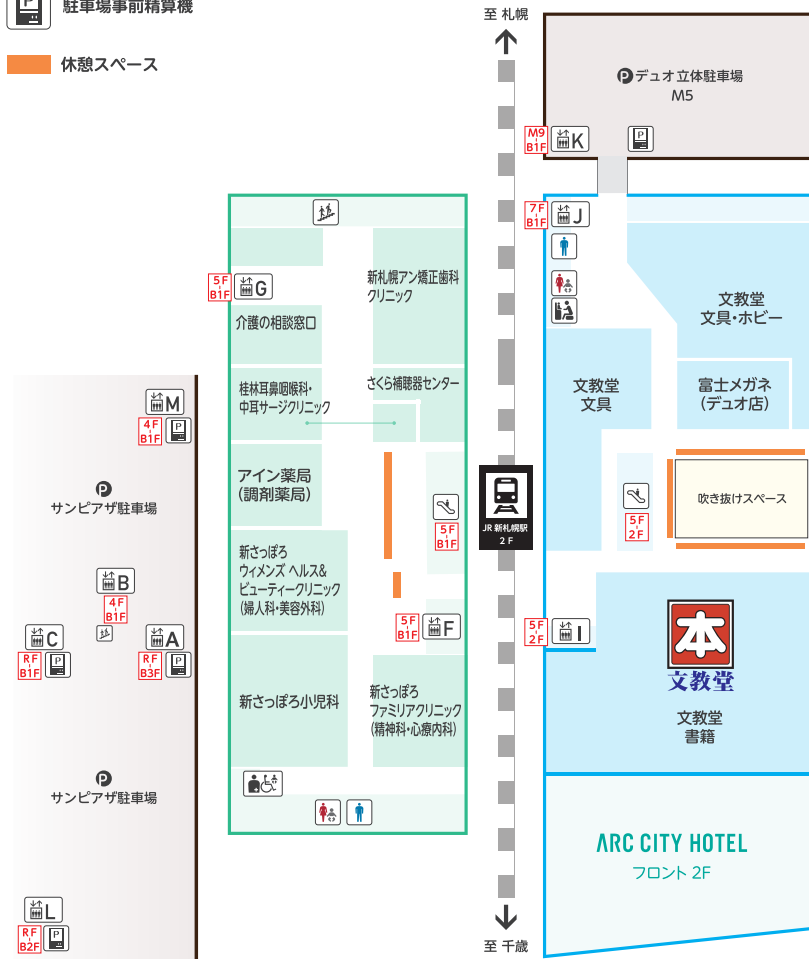 P
駐車場事前精算機
休憩スペース
至 札幌
P デュオ立体駐車場
M5
M9
B1F
K
P
7F
B1F
J
5F
B1F
G
新札幌アン矯正歯科
クリニック
介護の相談窓口
桂林耳鼻咽喉科・
中耳サージクリニック
さくら補聴器センター
アイン薬局
(調剤薬局)
新さっぽろ
ウィメンズ ヘルス&
ビューティークリニック
(婦人科・美容外科)
5F
B1F
5F
B1F
F
新さっぽろ小児科
新さっぽろ
ファミリアクリニック
(精神科・心療内科)
M
4F
B1F
P
P
サンピアザ駐車場
B
4F
B1F
C
RF
B1F
P
A
RF
B3F
P
P
サンピアザ駐車場
L
RF
B2F
P
JR 新札幌駅
2F
至 千歳
文教堂
文具・ホビー
文教堂
文具
富士メガネ
(デュオ店)
吹き抜けスペース
5F
2F
5F
2F
I
本
文教堂
文教堂
書籍
ARC CITY HOTEL
フロント 2F